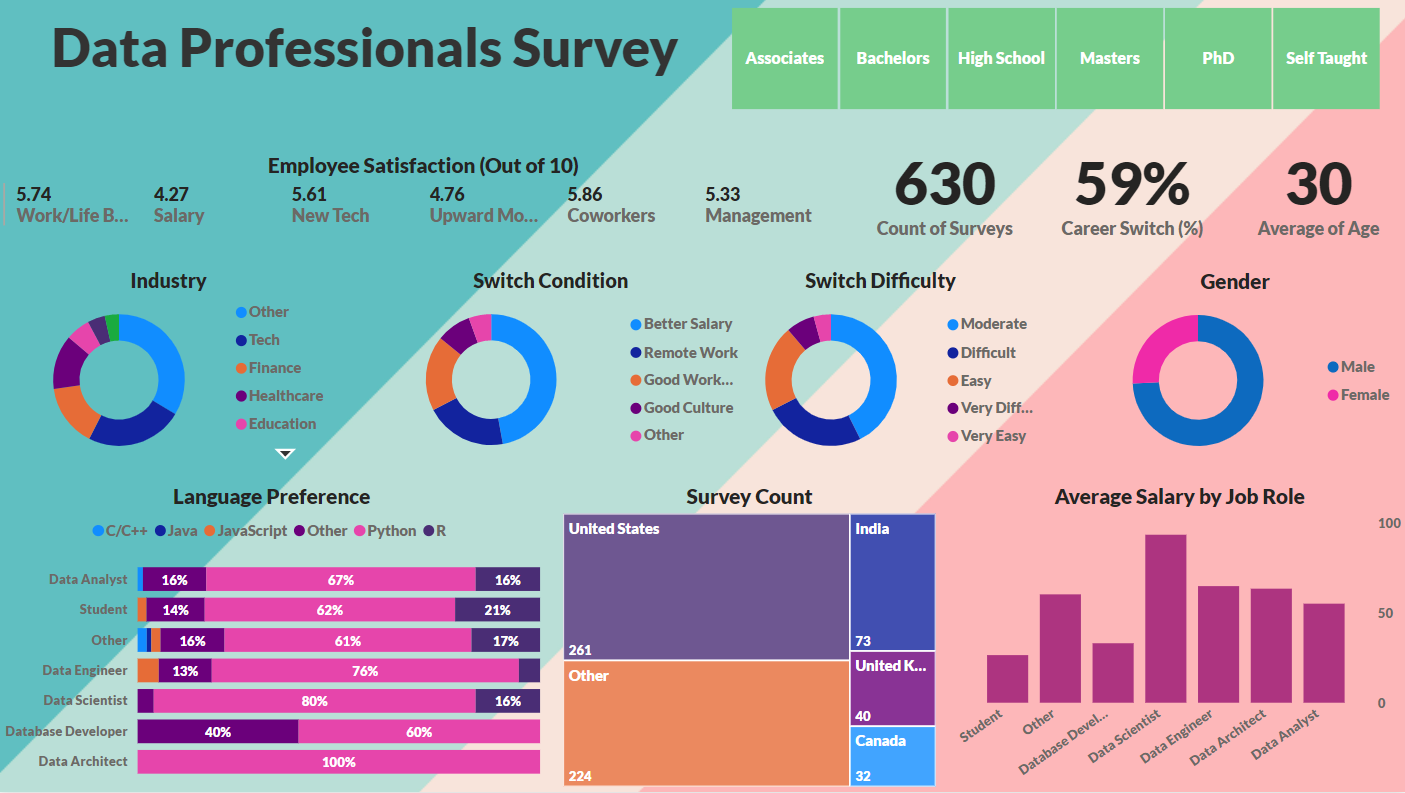 Data Professionals Survey
Associates
Bachelors
High School
Masters
PhD
Self Taught
Employee Satisfaction (Out of 10)
5.74
Work/Life B...
4.27
Salary
5.61
New Tech
4.76
Upward Mo...
5.86
Coworkers
5.33
Management
630
Count of Surveys
59%
Career Switch (%)
30
Average of Age
Industry
Other
Tech
Finance
Healthcare
Education
Switch Condition
Better Salary
Remote Work
Good Work...
Good Culture
Other
Switch Difficulty
Moderate
Difficult
Easy
Very Diff...
Very Easy
Gender
Male
Female
Language Preference
C/C++ Java JavaScript Other Python R
Data Analyst 16% 67% 16%
Student 14% 62% 21%
Other 16% 61% 17%
Data Engineer 13% 76%
Data Scientist 80% 16%
Database Developer 40% 60%
Data Architect 100%
Survey Count
United States
261
Other
224
India
73
United K...
40
Canada
32
Average Salary by Job Role
100
50
0
Student
Other
Database Devel...
Data Scientist
Data Engineer
Data Architect
Data Analyst